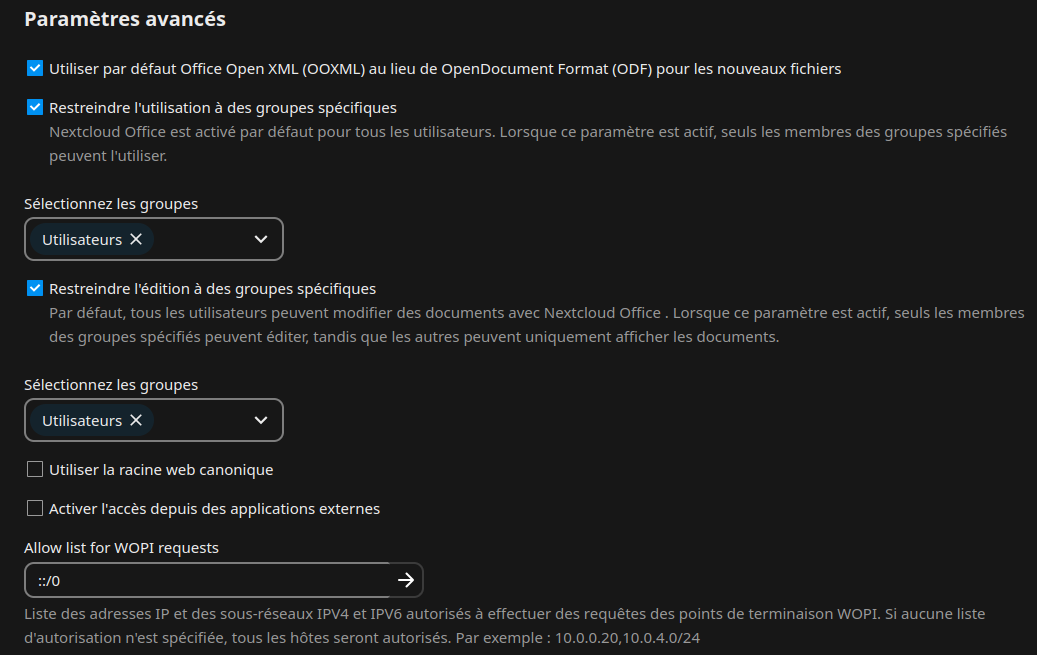 Paramètres avancés
Utiliser par défaut Office Open XML (OOXML) au lieu de OpenDocument Format (ODF) pour les nouveaux fichiers
Restreindre l'utilisation à des groupes spécifiques
Nextcloud Office est activé par défaut pour tous les utilisateurs. Lorsque ce paramètre est actif, seuls les membres des groupes spécifiés
peuvent l'utiliser.
Sélectionnez les groupes
Utilisateurs
Restreindre l'édition à des groupes spécifiques
Par défaut, tous les utilisateurs peuvent modifier des documents avec Nextcloud Office . Lorsque ce paramètre est actif, seuls les membres
des groupes spécifiés peuvent éditer, tandis que les autres peuvent uniquement afficher les documents.
Sélectionnez les groupes
Utilisateurs
Utiliser la racine web canonique
Activer l'accès depuis des applications externes
Allow list for WOPI requests
::/0
Liste des adresses IP et des sous-réseaux IPV4 et IPV6 autorisés à effectuer des requêtes des points de terminaison WOPI. Si aucune liste
d'autorisation n'est spécifiée, tous les hôtes seront autorisés. Par exemple : 10.0.0.20,10.0.4.0/24